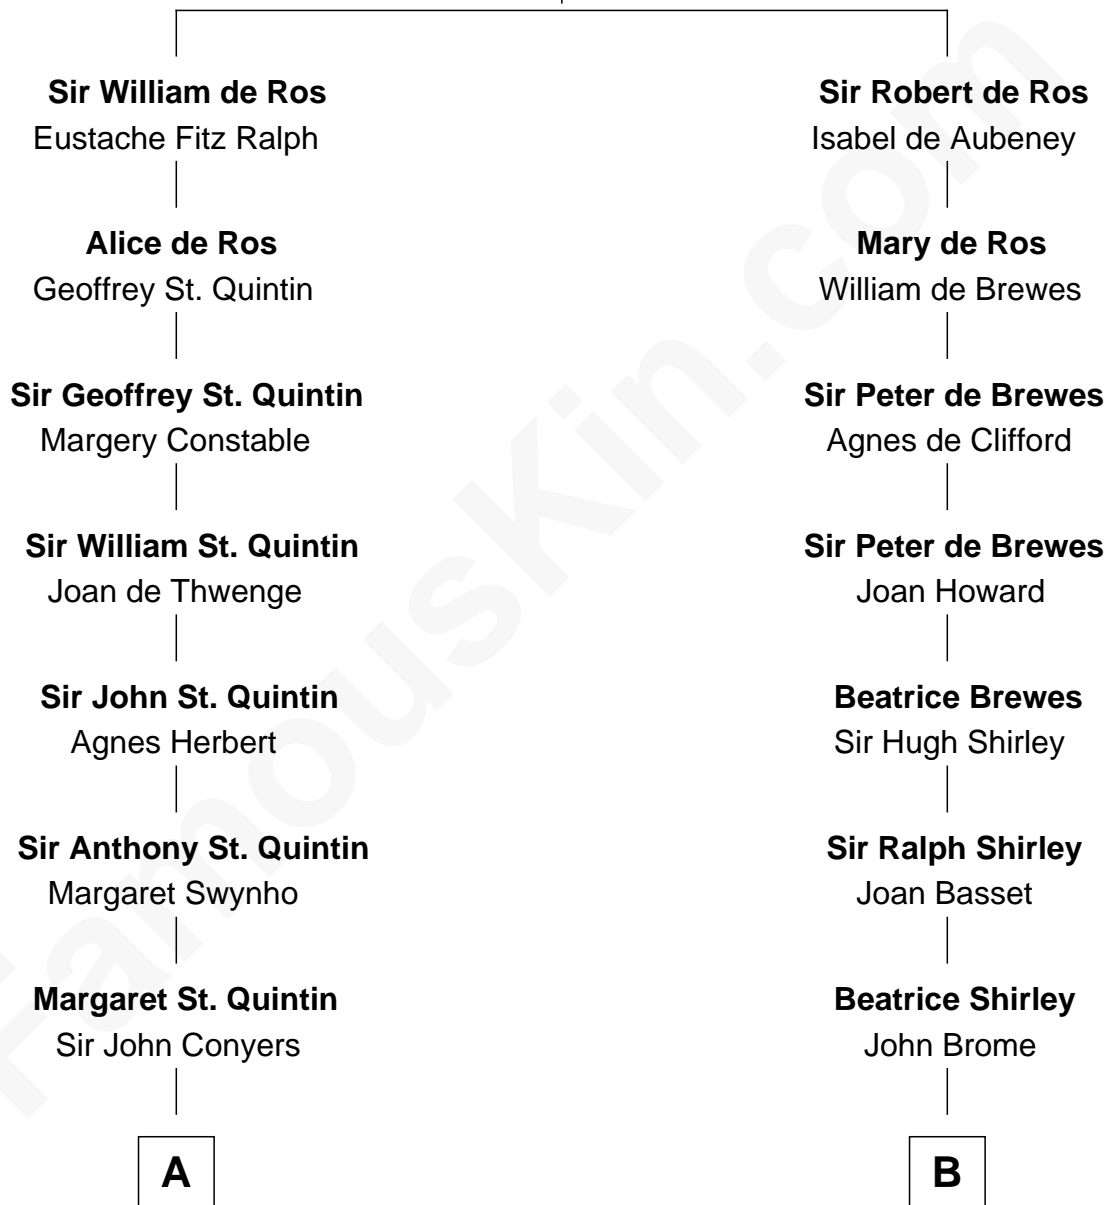 Sir William de Ros
Eustache Fitz Ralph
Alice de Ros
Geoffrey St. Quintin
Sir Geoffrey St. Quintin
Margery Constable
Sir William St. Quintin
Joan de Thwenge
Sir John St. Quintin
Agnes Herbert
Sir Anthony St. Quintin
Margaret Swynho
Margaret St. Quintin
Sir John Conyers
A
Sir Robert de Ros
Isabel de Aubeney
Mary de Ros
William de Brewes
Sir Peter de Brewes
Agnes de Clifford
Sir Peter de Brewes
Joan Howard
Beatrice Brewes
Sir Hugh Shirley
Sir Ralph Shirley
Joan Basset
Beatrice Shirley
John Brome
B
FamousKin.com